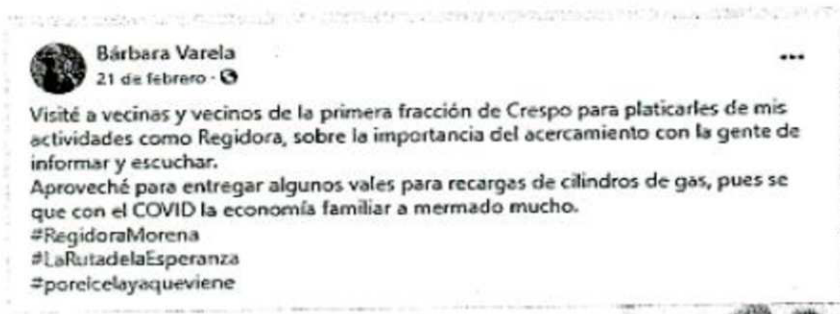 Bárbara Varela
21 de febrero ·
...
Visité a vecinas y vecinos de la primera fracción de Crespo para platicarles de mis
actividades como Regidora, sobre la importancia del acercamiento con la gente de
informar y escuchar.
Aproveché para entregar algunos vales para recargas de cilindros de gas, pues se
que con el COVID la economía familiar a mermado mucho.
#RegidoraMorena
#LaRutadelaEsperanza
#porelcelayaqueviene